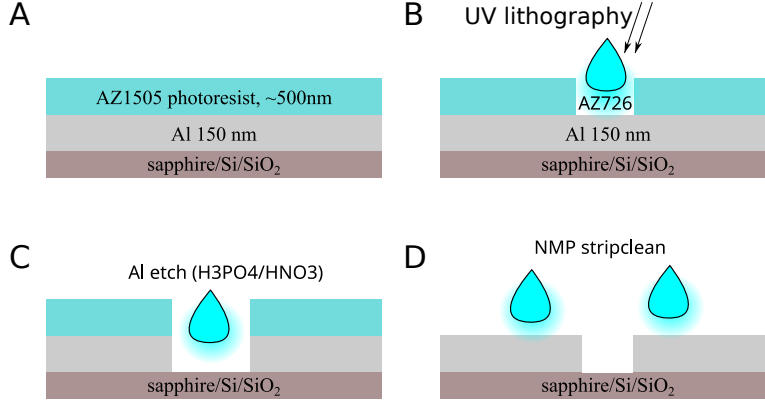 A
AZ1505 photoresist, ~500nm
Al 150 nm
sapphire/Si/SiO₂
B
UV lithography
AZ726
Al 150 nm
sapphire/Si/SiO₂
C
Al etch (H3PO4/HNO3)
sapphire/Si/SiO₂
D
NMP stripclean
sapphire/Si/SiO₂